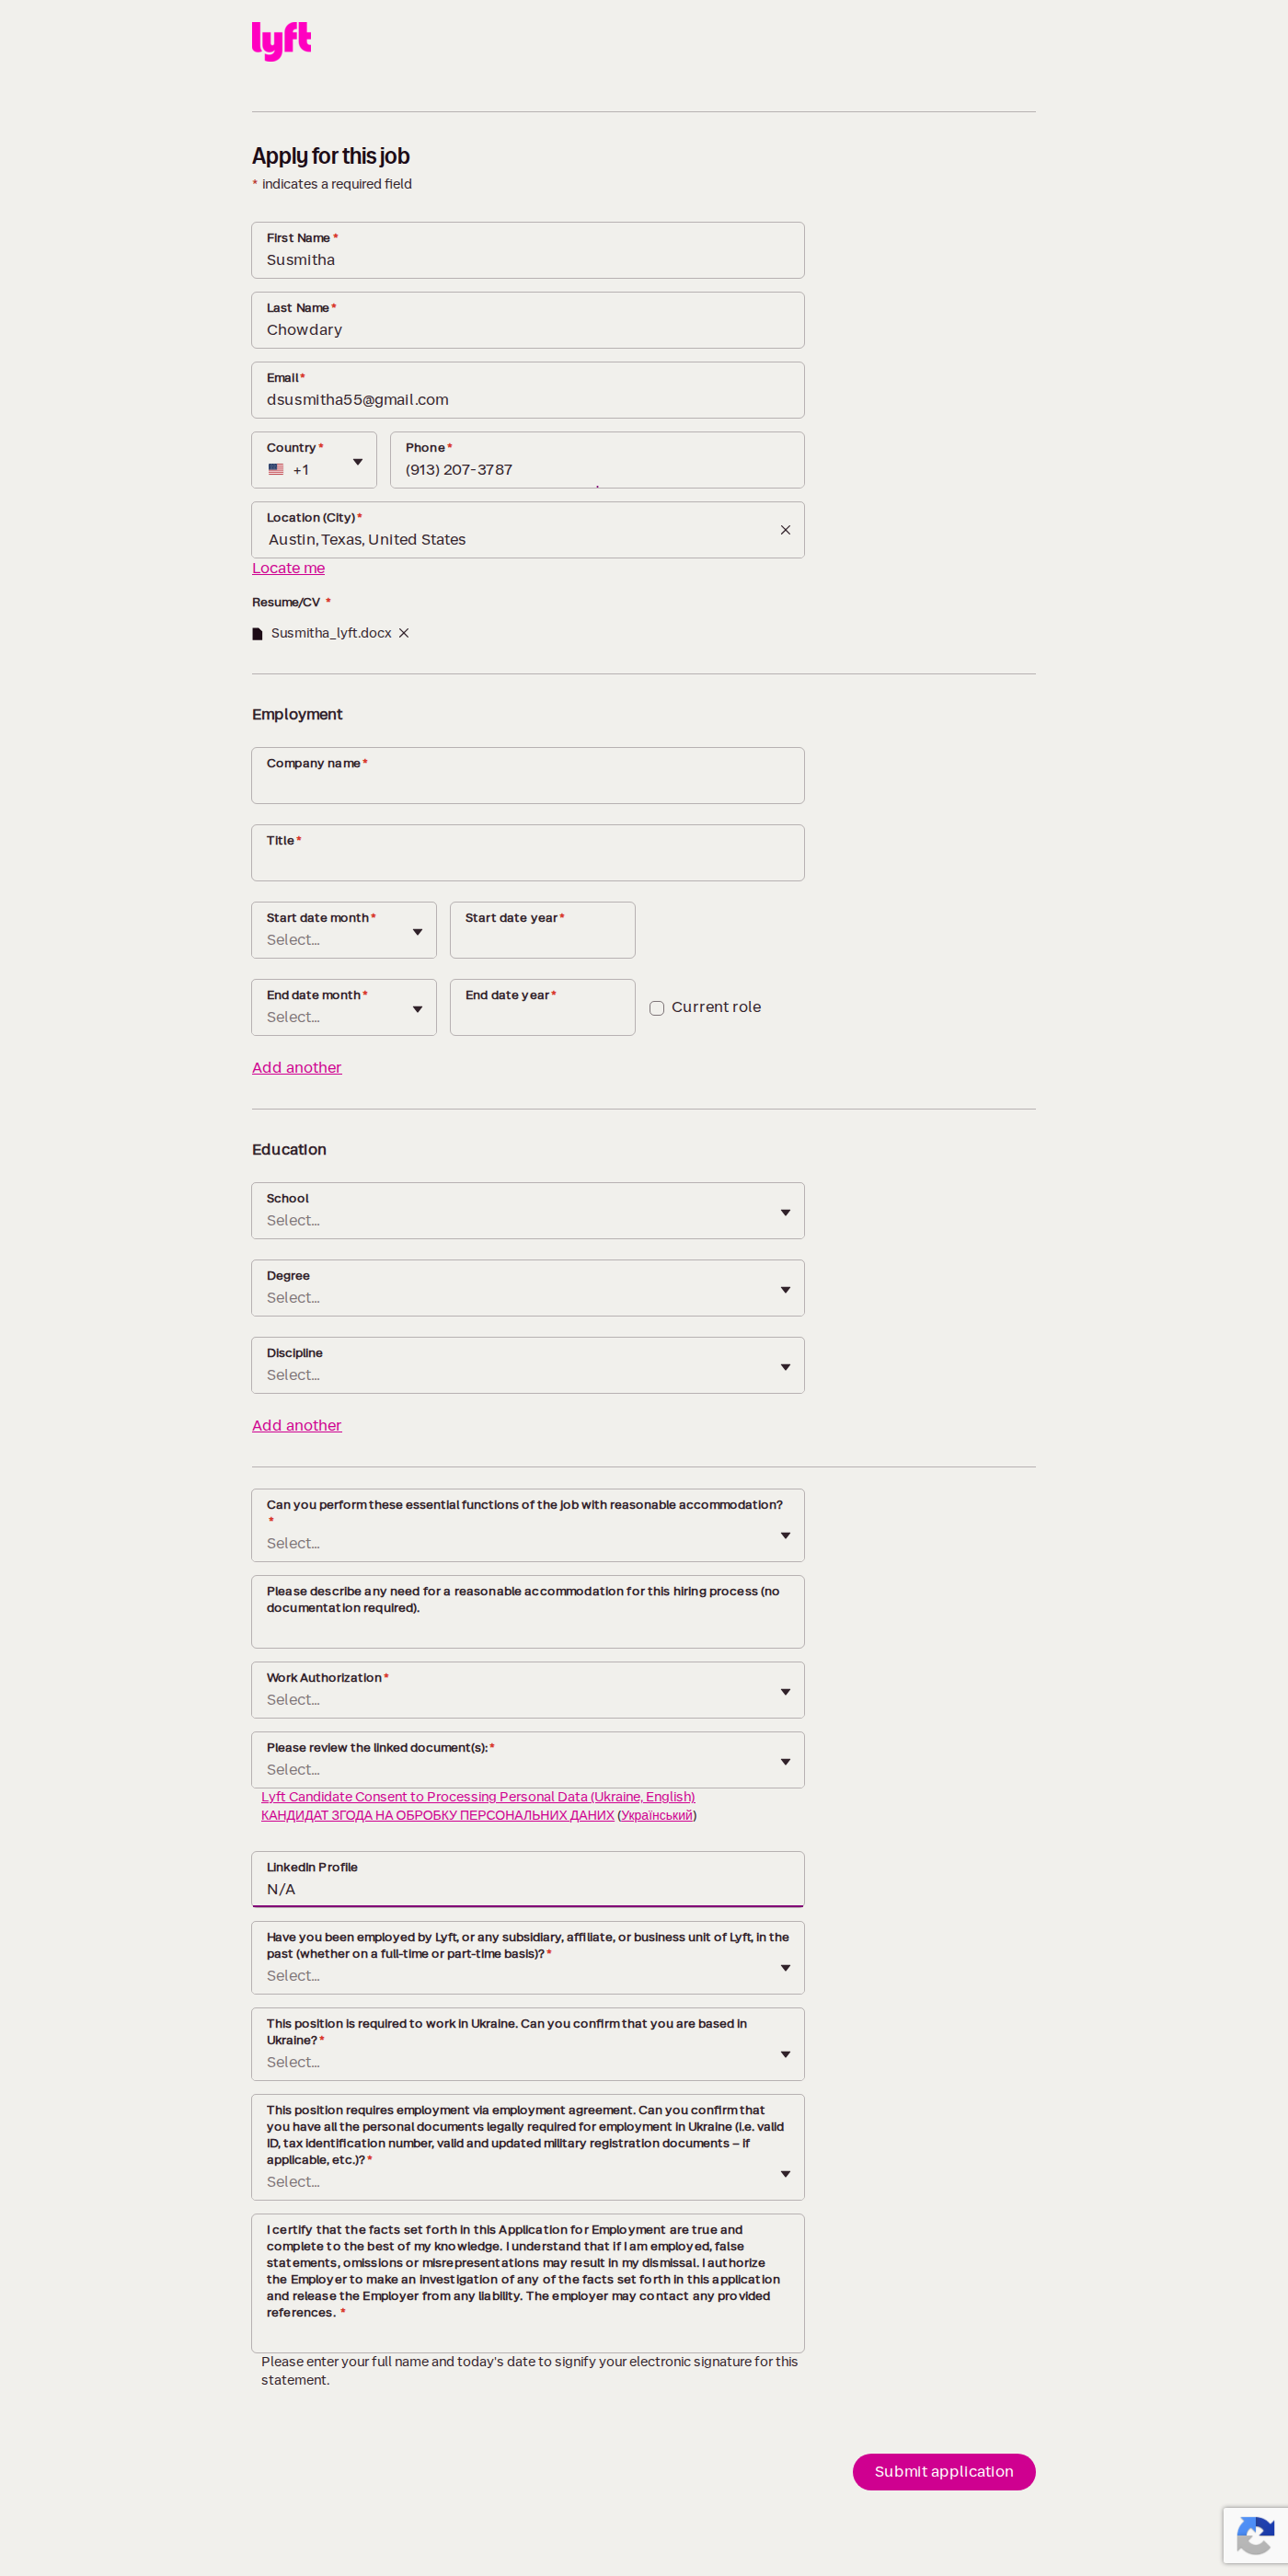 lyft
Apply for this job
* indicates a required field
First Name *
Susmitha
Last Name *
Chowdary
Email *
dsusmitha55@gmail.com
Country *
+1
Phone *
(913) 207-3787
Location (City) *
Austin, Texas, United States
Locate me
Resume/CV *
Susmitha_lyft.docx
Employment
Company name *
Title *
Start date month *
Select...
Start date year *
End date month *
Select...
End date year *
Current role
Add another
Education
School
Select...
Degree
Select...
Discipline
Select...
Add another
Can you perform these essential functions of the job with reasonable accommodation?
*
Select...
Please describe any need for a reasonable accommodation for this hiring process (no
documentation required).
Work Authorization *
Select...
Please review the linked document(s): *
Select...
Lyft Candidate Consent to Processing Personal Data (Ukraine, English)
КАНДИДАТ ЗГОДА НА ОБРОБКУ ПЕРСОНАЛЬНИХ ДАНИХ (Український)
LinkedIn Profile
N/A
Have you been employed by Lyft, or any subsidiary, affiliate, or business unit of Lyft, in the
past (whether on a full-time or part-time basis)? *
Select...
This position is required to work in Ukraine. Can you confirm that you are based in
Ukraine? *
Select...
This position requires employment via employment agreement. Can you confirm that
you have all the personal documents legally required for employment in Ukraine (i.e. valid
ID, tax identification number, valid and updated military registration documents – if
applicable, etc.)? *
Select...
I certify that the facts set forth in this Application for Employment are true and
complete to the best of my knowledge. I understand that if I am employed, false
statements, omissions or misrepresentations may result in my dismissal. I authorize
the Employer to make an investigation of any of the facts set forth in this application
and release the Employer from any liability. The employer may contact any provided
references. *
Please enter your full name and today's date to signify your electronic signature for this
statement.
Submit application